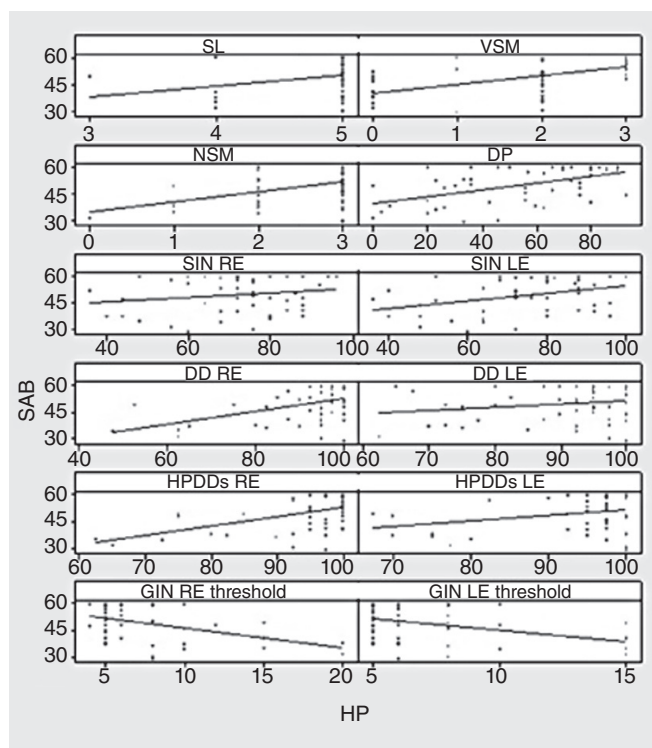 SL VSM
60
45
30
3 4 5 0 1 2 3
NSM DP
60
45
30
0 1 2 3 0 20 40 60 80
SIN RE SIN LE
60
45
30
40 60 80 100 40 60 80 100
DD RE DD LE
60
45
30
40 60 80 100 60 70 80 90 100
HPDDs RE HPDDs LE
60
45
30
60 70 80 90 100 70 80 90 100
GIN RE threshold GIN LE threshold
60
45
30
5 10 15 20 5 10 15
SAB
HP